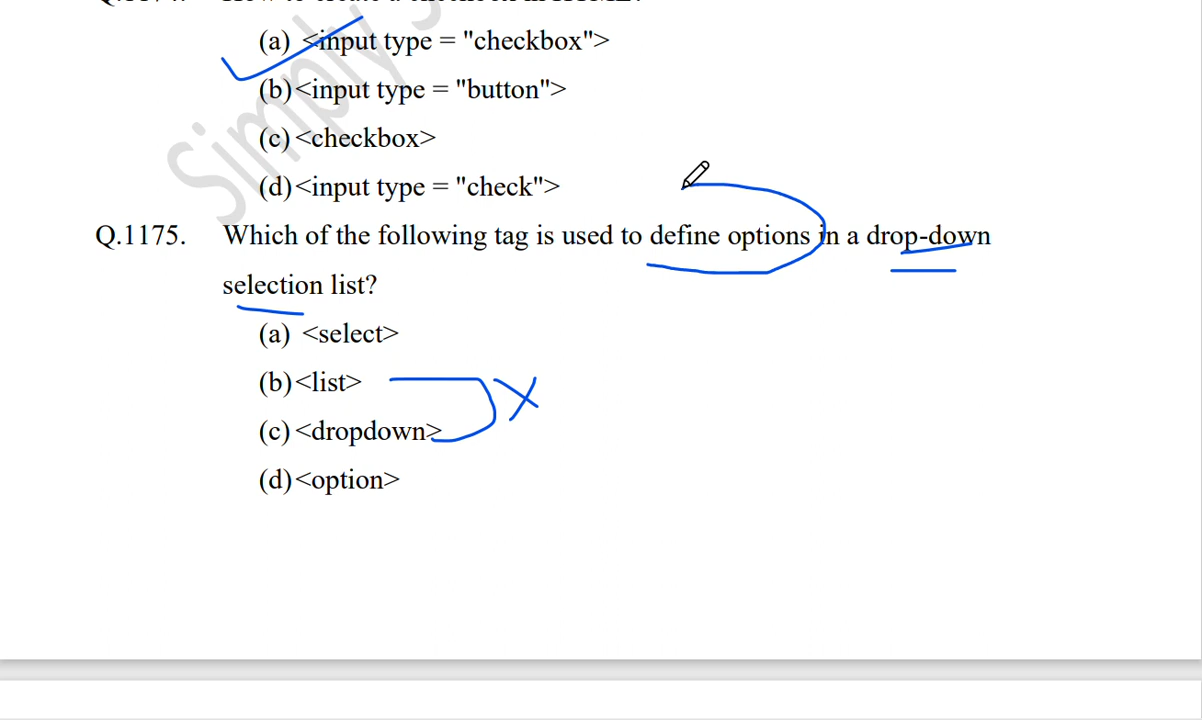 (a) <input type = "checkbox">
(b)<input type = "button">
(c)<checkbox>
(d)<input type = "check">
Q.1175. Which of the following tag is used to define options in a drop-down
selection list?
(a) <select>
(b)<list>
(c)<dropdown>
(d)<option>
Simply